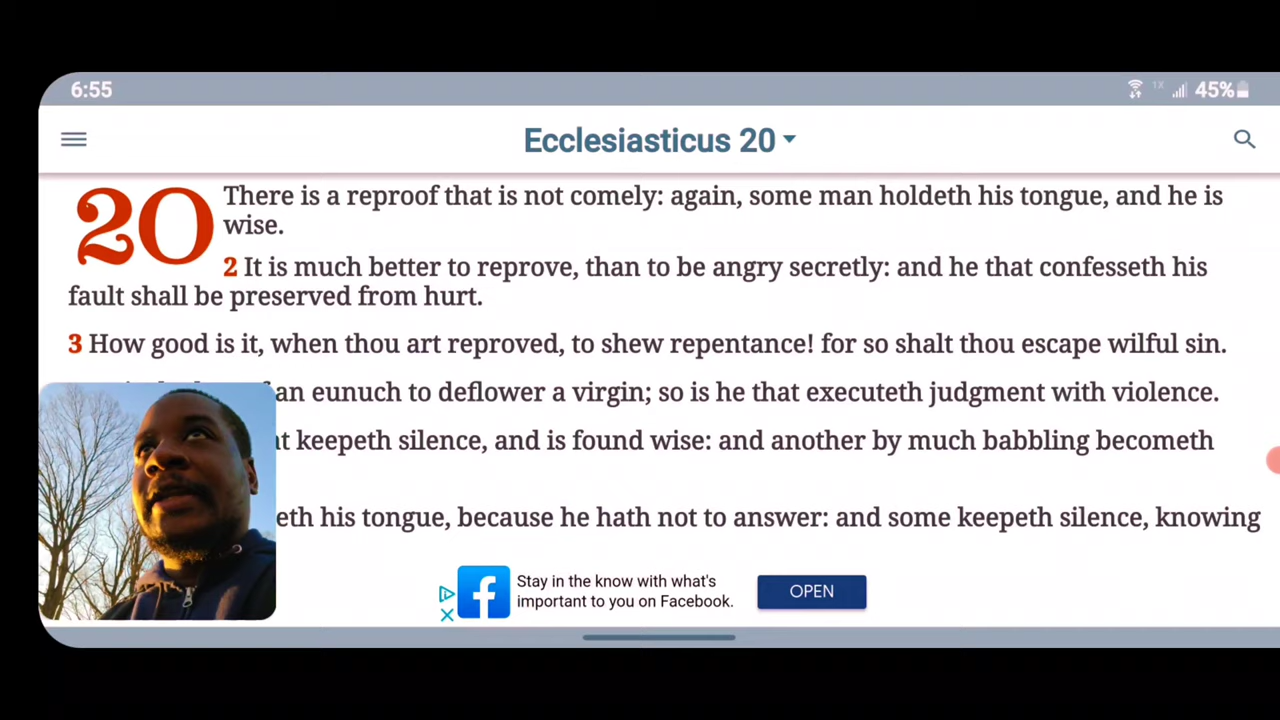 6:55
1X
45%
Ecclesiasticus 20
20 There is a reproof that is not comely: again, some man holdeth his tongue, and he is
wise.
2 It is much better to reprove, than to be angry secretly: and he that confesseth his
fault shall be preserved from hurt.
3 How good is it, when thou art reproved, to shew repentance! for so shalt thou escape wilful sin.
an eunuch to deflower a virgin; so is he that executeth judgment with violence.
keepeth silence, and is found wise: and another by much babbling becometh
his tongue, because he hath not to answer: and some keepeth silence, knowing
Stay in the know with what's
important to you on Facebook.
OPEN